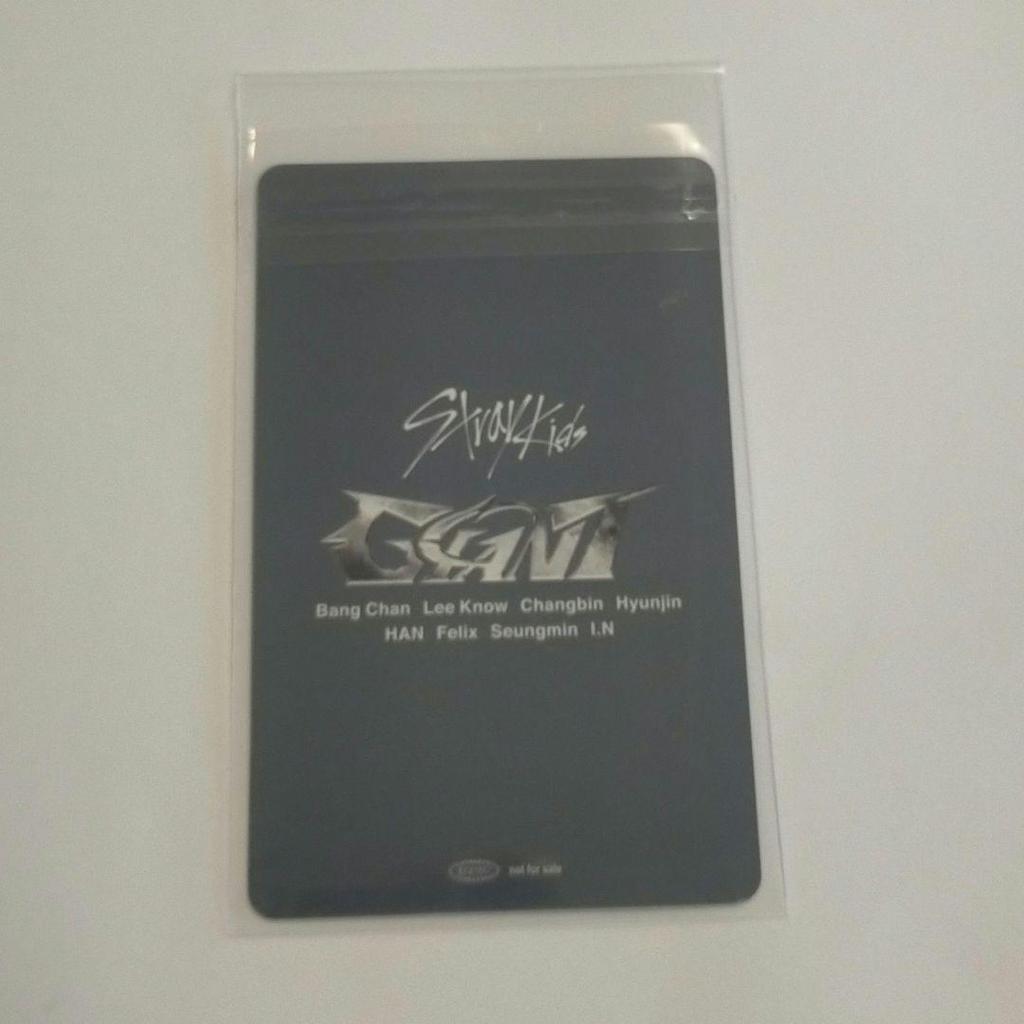 Stray Kids
GIANT
Bang Chan Lee Know Changbin Hyunjin
HAN Felix Seungmin I.N
not for sale